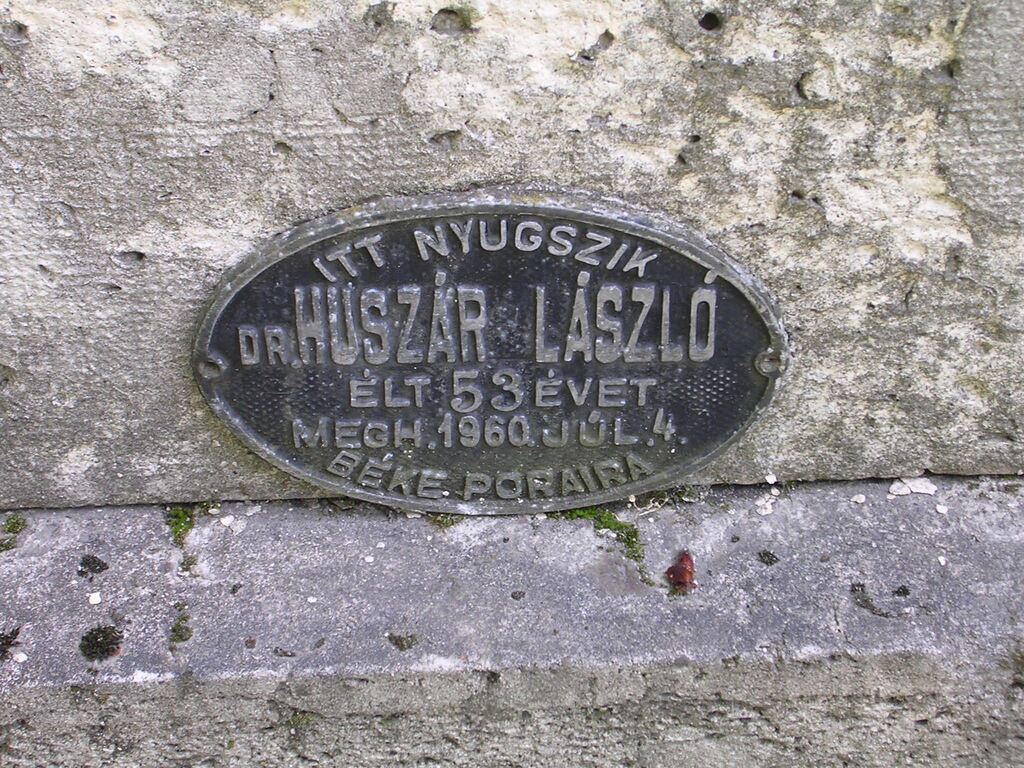 ITT NYUGSZIK
DR. HUSZÁR LÁSZLÓ
ÉLT 53 ÉVET
MEGH. 1960. JÚL. 4.
BÉKE PORAIRA